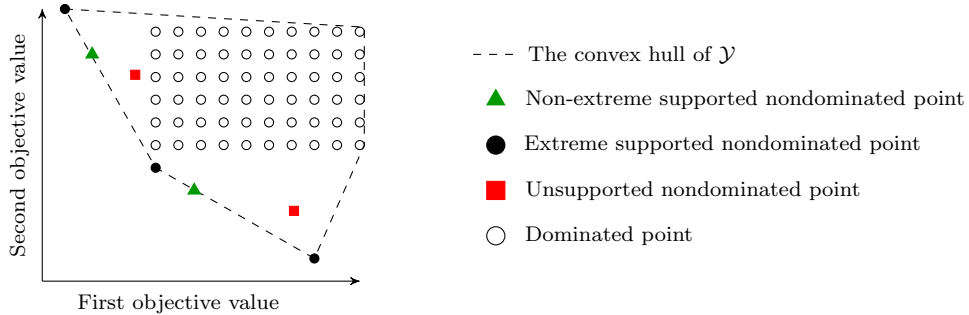 Second objective value
First objective value
The convex hull of 𝒴
Non-extreme supported nondominated point
Extreme supported nondominated point
Unsupported nondominated point
Dominated point